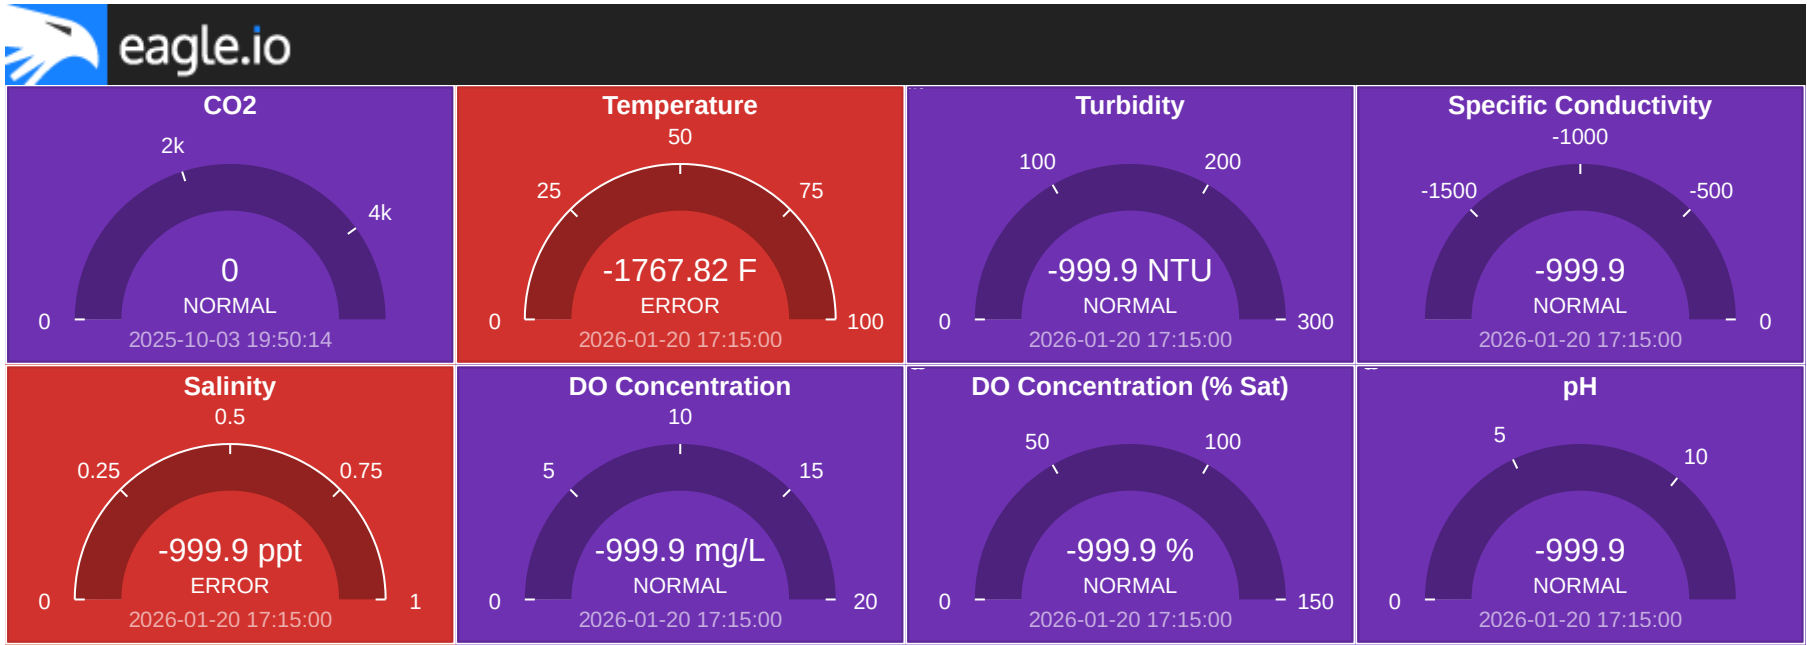 eagle.io
CO2
2k
4k
0
0
NORMAL
2025-10-03 19:50:14
Temperature
50
25
75
-1767.82 F
ERROR
0
100
2026-01-20 17:15:00
Turbidity
100
200
-999.9 NTU
NORMAL
0
300
2026-01-20 17:15:00
Specific Conductivity
-1000
-1500
-500
-999.9
NORMAL
0
2026-01-20 17:15:00
Salinity
0.5
0.25
0.75
-999.9 ppt
ERROR
0
1
2026-01-20 17:15:00
DO Concentration
10
5
15
-999.9 mg/L
NORMAL
0
20
2026-01-20 17:15:00
DO Concentration (% Sat)
50
100
-999.9 %
NORMAL
0
150
2026-01-20 17:15:00
pH
5
10
-999.9
NORMAL
0
2026-01-20 17:15:00